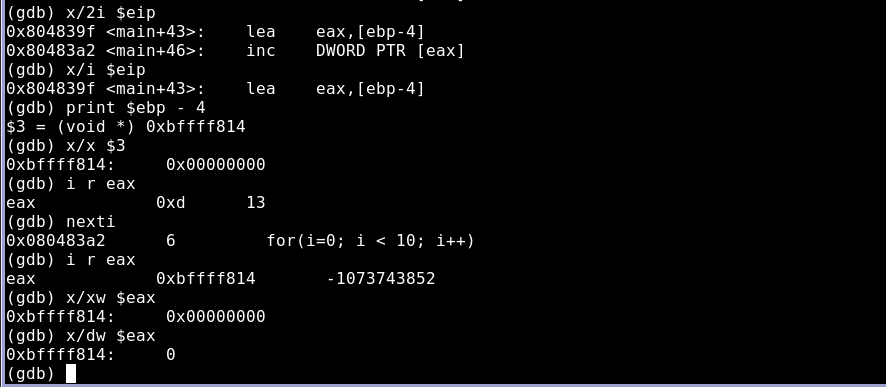 (gdb) x/2i $eip
0x804839f <main+43>:    lea    eax,[ebp-4]
0x80483a2 <main+46>:    inc    DWORD PTR [eax]
(gdb) x/i $eip
0x804839f <main+43>:    lea    eax,[ebp-4]
(gdb) print $ebp - 4
$3 = (void *) 0xbffff814
(gdb) x/x $3
0xbffff814:     0x00000000
(gdb) i r eax
eax            0xd      13
(gdb) nexti
0x080483a2      6         for(i=0; i < 10; i++)
(gdb) i r eax
eax            0xbffff814       -1073743852
(gdb) x/xw $eax
0xbffff814:     0x00000000
(gdb) x/dw $eax
0xbffff814:     0
(gdb)